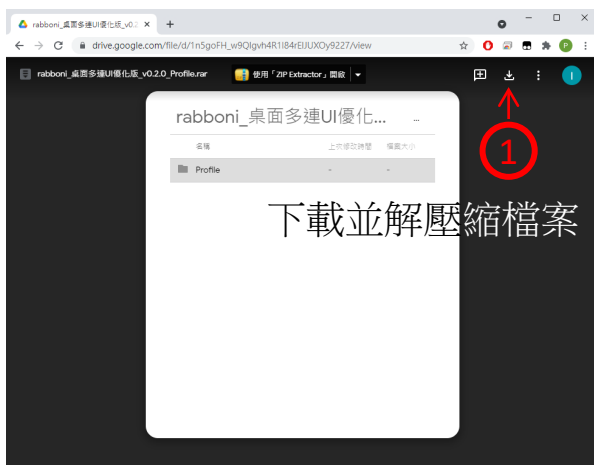 rabboni_桌面多連UI優化版_v0.2
drive.google.com/file/d/1n5goFH_w9QIgvh4R1I84rEIJUXOy9227/view
rabboni_桌面多連UI優化版_v0.2.0_Profile.rar
使用「ZIP Extractor」開啟
rabboni_桌面多連UI優化... ...
名稱 上次修改時間 檔案大小
Profile - -
1
下載並解壓縮檔案
P
I